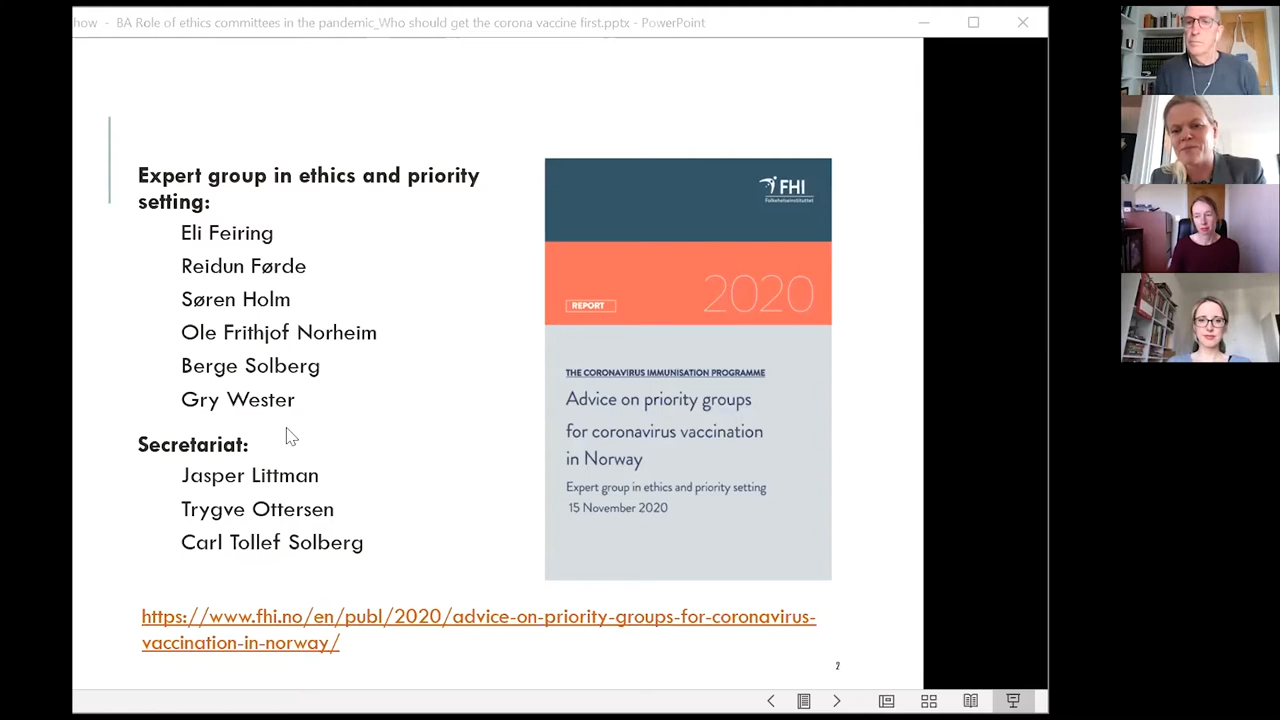 how - BA Role of ethics committees in the pandemic_Who should get the corona vaccine first.pptx - PowerPoint
Expert group in ethics and priority
setting:
Eli Feiring
Reidun Førde
Søren Holm
Ole Frithjof Norheim
Berge Solberg
Gry Wester
Secretariat:
Jasper Littman
Trygve Ottersen
Carl Tollef Solberg
FHI
Folkehelseinstituttet
2020
REPORT
THE CORONAVIRUS IMMUNISATION PROGRAMME
Advice on priority groups
for coronavirus vaccination
in Norway
Expert group in ethics and priority setting
15 November 2020
https://www.fhi.no/en/publ/2020/advice-on-priority-groups-for-coronavirus-
vaccination-in-norway/
2